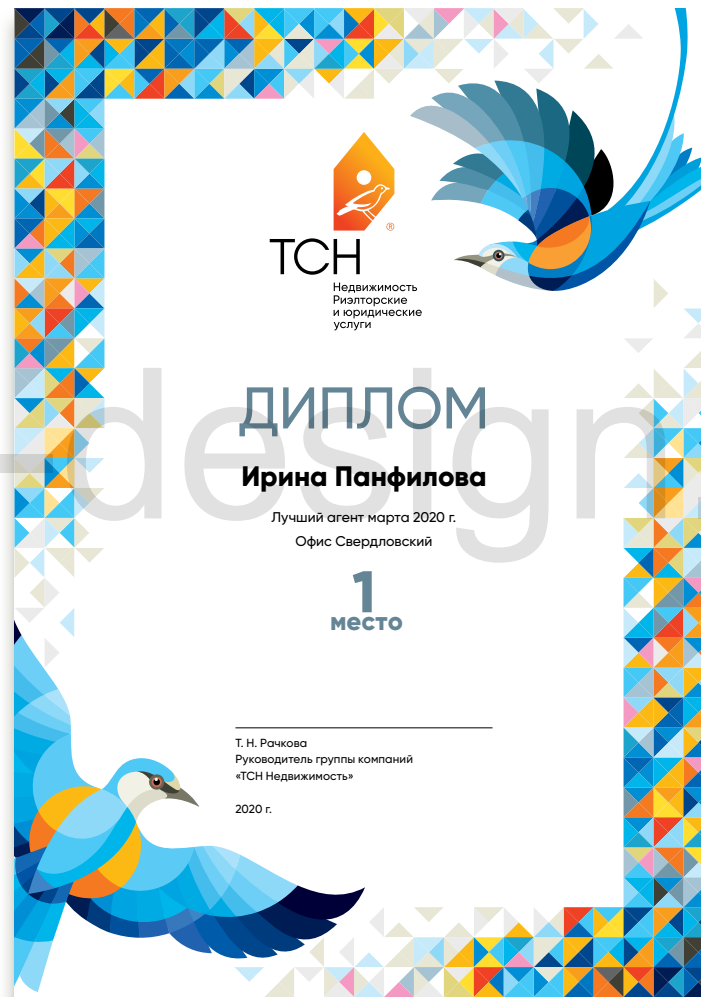 ТСН
®
Недвижимость
Риэлторские
и юридические
услуги
ДИПЛОМ
-design
Ирина Панфилова
Лучший агент марта 2020 г.
Офис Свердловский
1
место
Т. Н. Рачкова
Руководитель группы компаний
«ТСН Недвижимость»
2020 г.